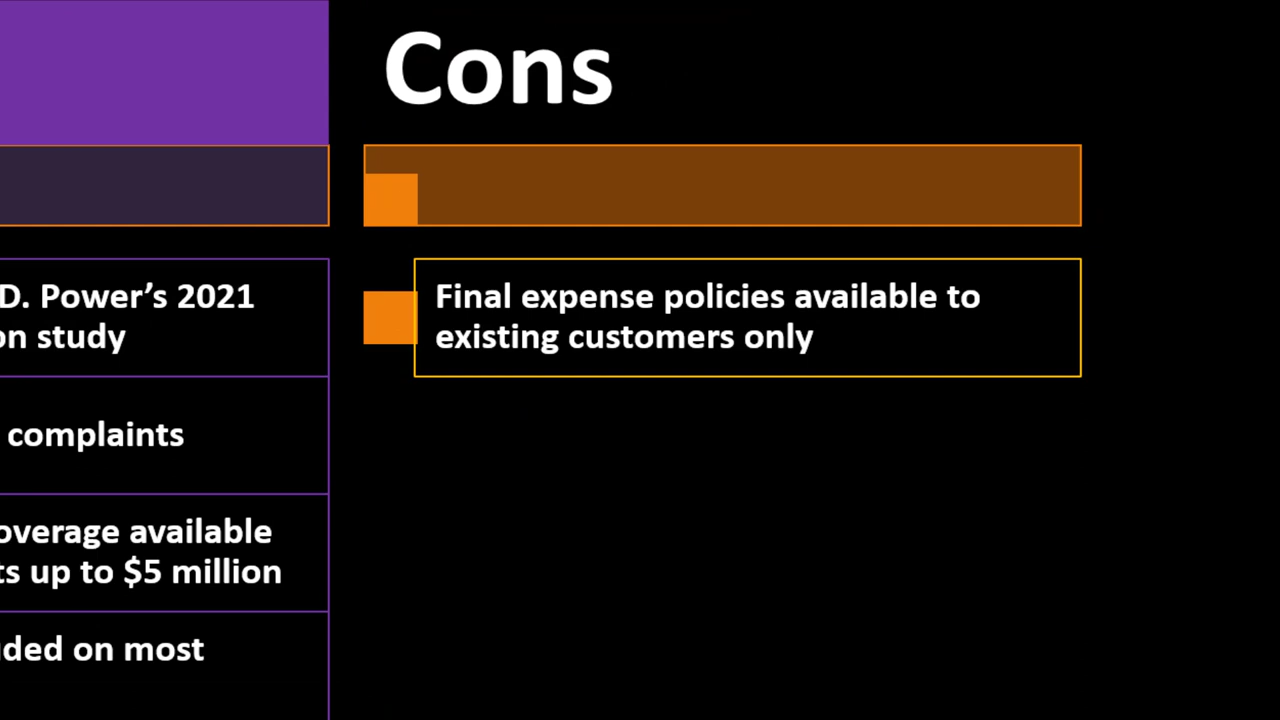 Cons
D. Power's 2021
on study
complaints
overage available
ts up to $5 million
ded on most
Final expense policies available to
existing customers only